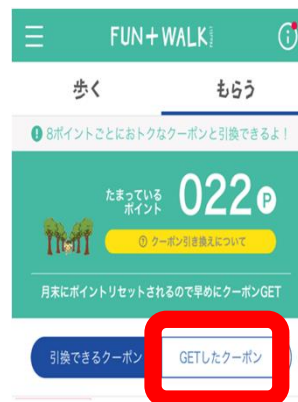 FUN+WALK
歩く
もらう
8ポイントごとにおトクなクーポンと引換できるよ!
たまっている
ポイント
022 P
クーポン引き換えについて
月末にポイントリセットされるので早めにクーポンGET
引換できるクーポン
GETしたクーポン